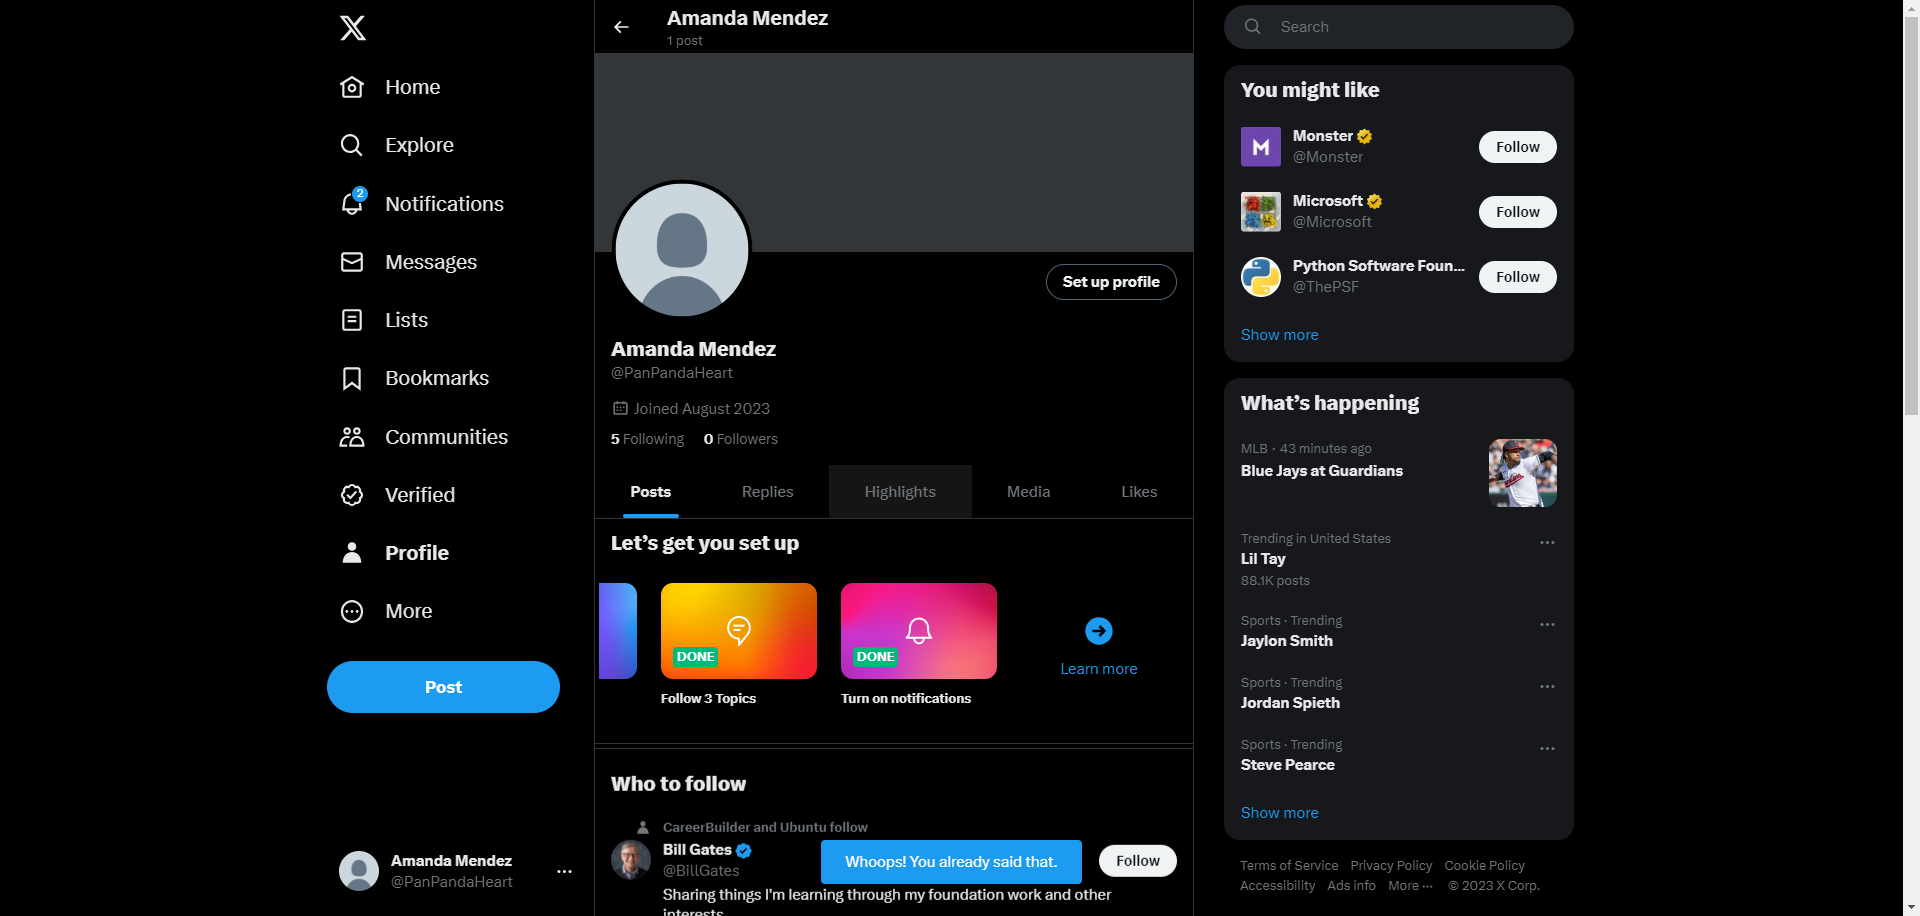 Home
Explore
2
Notifications
Messages
Lists
Bookmarks
Communities
Verified
Profile
More
Post
Amanda Mendez
@PanPandaHeart
Amanda Mendez
1 post
Set up profile
Amanda Mendez
@PanPandaHeart
Joined August 2023
5 Following 0 Followers
Posts Replies Highlights Media Likes
Let's get you set up
DONE
Follow 3 Topics
DONE
Turn on notifications
Learn more
Who to follow
CareerBuilder and Ubuntu follow
Bill Gates
@BillGates
Follow
Sharing things I'm learning through my foundation work and other
interests
Whoops! You already said that.
Search
You might like
Monster
@Monster
Follow
Microsoft
@Microsoft
Follow
Python Software Foun...
@ThePSF
Follow
Show more
What's happening
MLB · 43 minutes ago
Blue Jays at Guardians
Trending in United States
Lil Tay
88.1K posts
Sports · Trending
Jaylon Smith
Sports · Trending
Jordan Spieth
Sports · Trending
Steve Pearce
Show more
Terms of Service Privacy Policy Cookie Policy
Accessibility Ads info More ··· © 2023 X Corp.